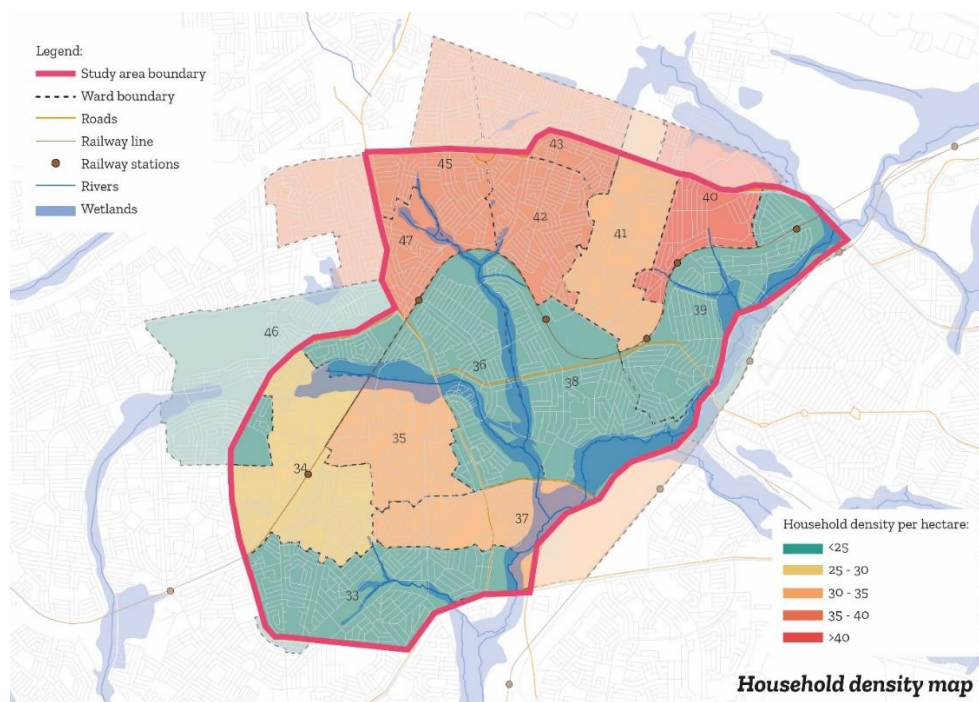 Legend:
Study area boundary
Ward boundary
Roads
Railway line
Railway stations
Rivers
Wetlands
43
45
40
42
41
47
39
46
36
38
35
34
37
33
Household density per hectare:
<25
25 - 30
30 - 35
35 - 40
>40
Household density map